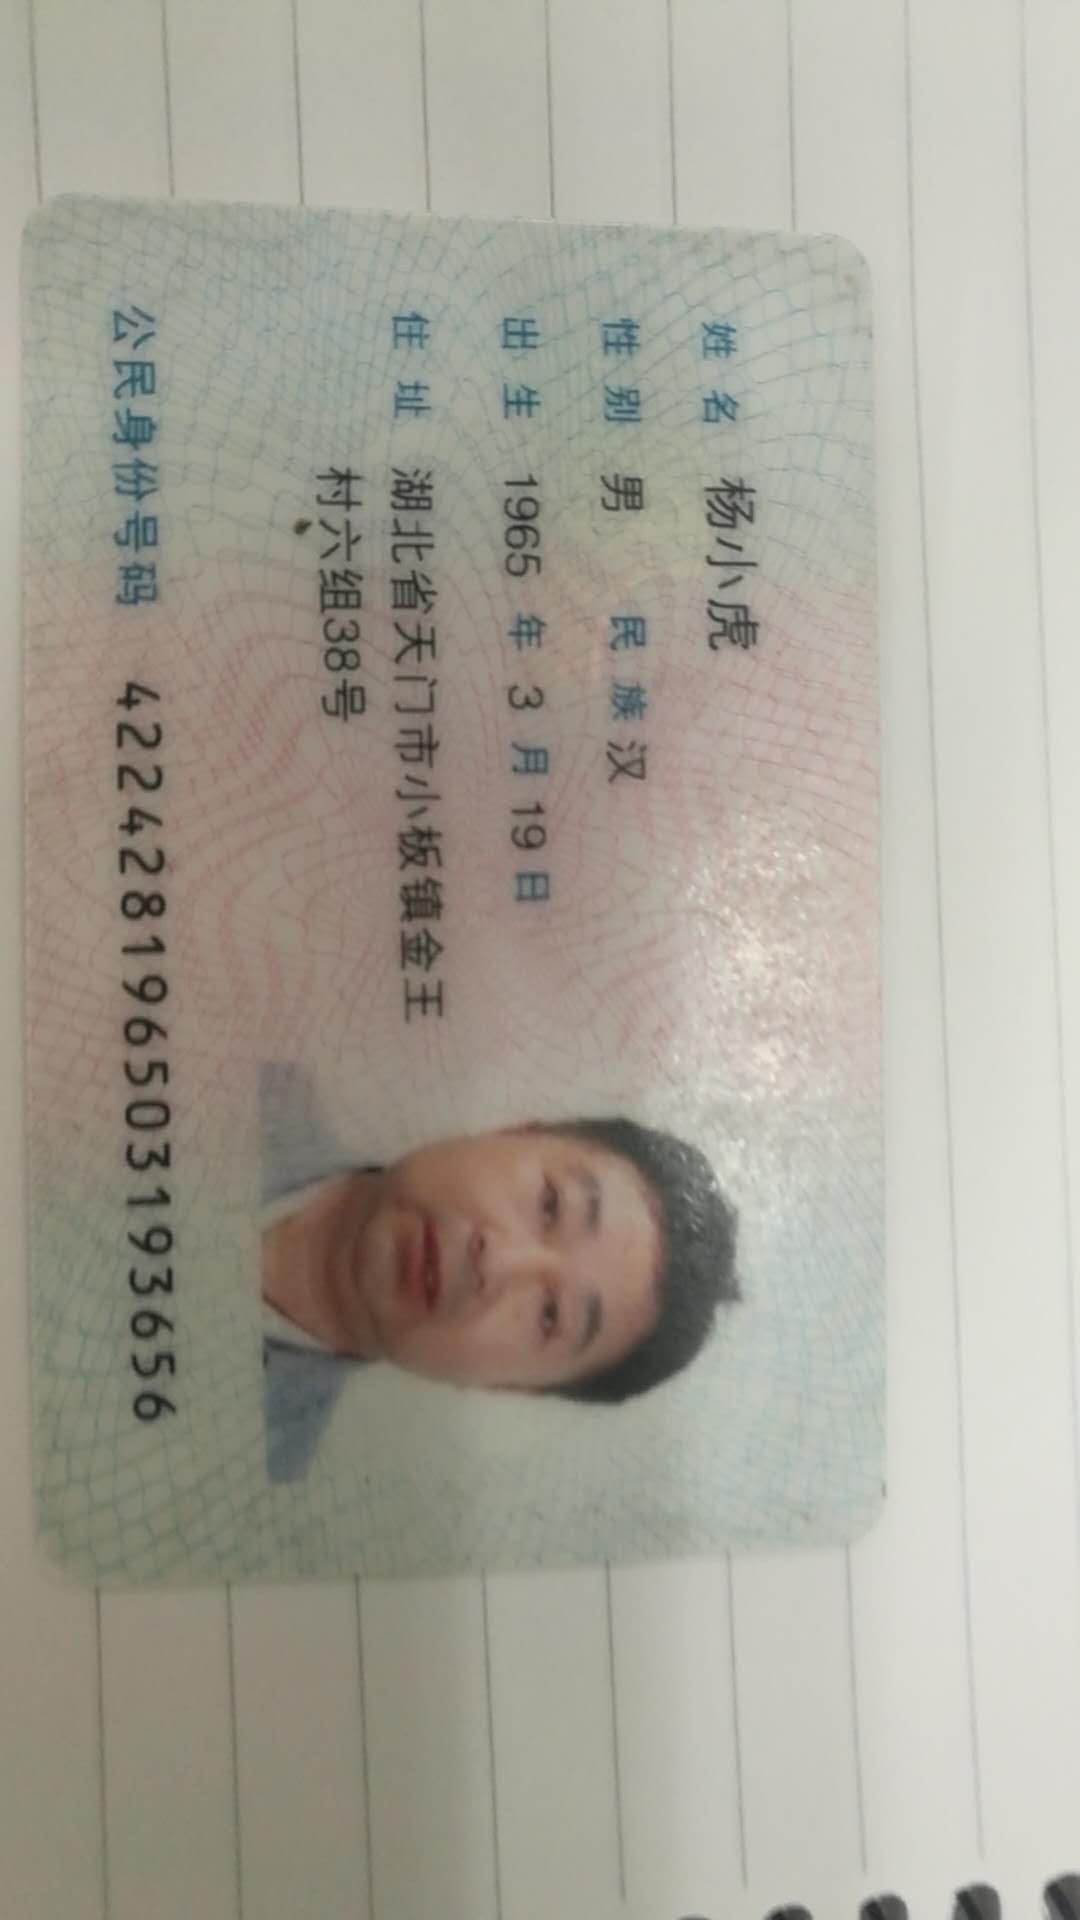 姓名 杨小虎
性别 男 民族 汉
出生 1965 年 3 月 19 日
住址 湖北省天门市小板镇金王
村六组38号
公民身份号码 422428196503193656